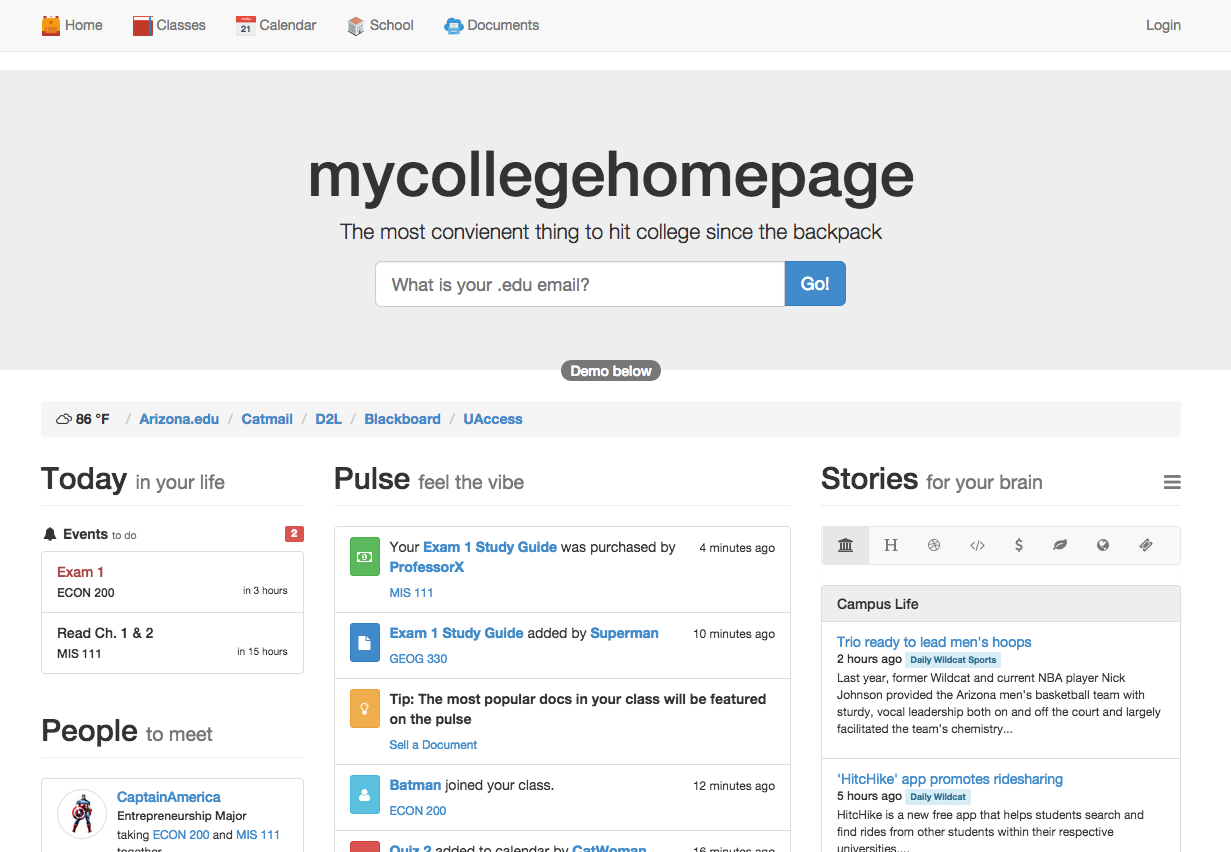 Home Classes 21 Calendar School Documents Login
mycollegehomepage
The most convienent thing to hit college since the backpack
What is your .edu email? Go!
Demo below
86 °F / Arizona.edu / Catmail / D2L / Blackboard / UAccess
Today in your life
Events to do 2
Exam 1
ECON 200 in 3 hours
Read Ch. 1 & 2
MIS 111 in 15 hours
People to meet
CaptainAmerica
Entrepreneurship Major
taking ECON 200 and MIS 111
together
Pulse feel the vibe
Your Exam 1 Study Guide was purchased by 4 minutes ago
ProfessorX
MIS 111
Exam 1 Study Guide added by Superman 10 minutes ago
GEOG 330
Tip: The most popular docs in your class will be featured
on the pulse
Sell a Document
Batman joined your class. 12 minutes ago
ECON 200
Quiz 2 added to calendar by CatWoman 16 minutes ago
Stories for your brain
H </> $
Campus Life
Trio ready to lead men's hoops
2 hours ago Daily Wildcat Sports
Last year, former Wildcat and current NBA player Nick
Johnson provided the Arizona men's basketball team with
sturdy, vocal leadership both on and off the court and largely
facilitated the team's chemistry...
'HitcHike' app promotes ridesharing
5 hours ago Daily Wildcat
HitcHike is a new free app that helps students search and
find rides from other students within their respective
universities....